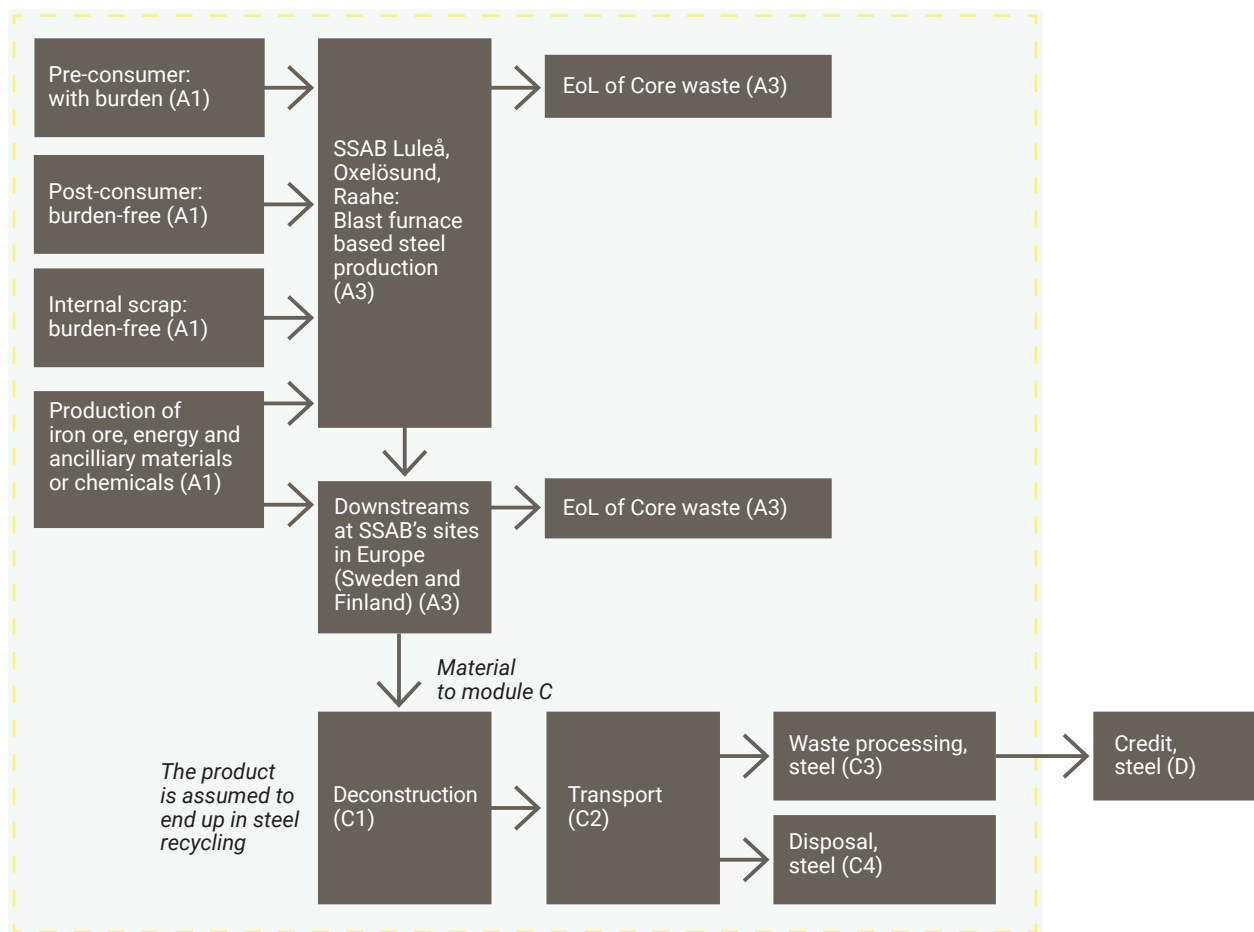 Pre-consumer:
with burden (A1)
Post-consumer:
burden-free (A1)
Internal scrap:
burden-free (A1)
Production of
iron ore, energy and
ancilliary materials
or chemicals (A1)
SSAB Luleå,
Oxelösund,
Raahe:
Blast furnace
based steel
production
(A3)
EoL of Core waste (A3)
Downstreams
at SSAB’s sites
in Europe
(Sweden and
Finland) (A3)
EoL of Core waste (A3)
Material
to module C
The product
is assumed to
end up in steel
recycling
Deconstruction
(C1)
Transport
(C2)
Waste processing,
steel (C3)
Disposal,
steel (C4)
Credit,
steel (D)